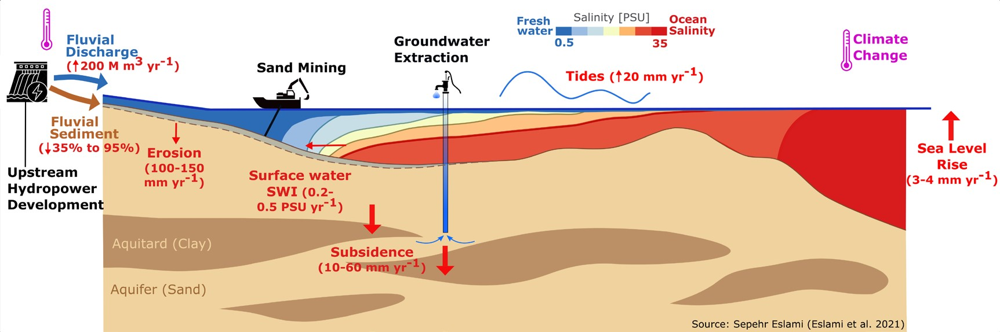 Fluvial
Discharge
(↑200 M m³ yr⁻¹)
Fluvial
Sediment
(↓35% to 95%)
Upstream
Hydropower
Development
Erosion
(100-150
mm yr⁻¹)
Sand Mining
Surface water
SWI (0.2-
0.5 PSU yr⁻¹)
Groundwater
Extraction
Subsidence
(10-60 mm yr⁻¹)
Aquitard (Clay)
Aquifer (Sand)
Salinity [PSU]
Fresh
water
0.5
Ocean
Salinity
35
Tides (↑20 mm yr⁻¹)
Climate
Change
Sea Level
Rise
(3-4 mm yr⁻¹)
Source: Sepehr Eslami (Eslami et al. 2021)